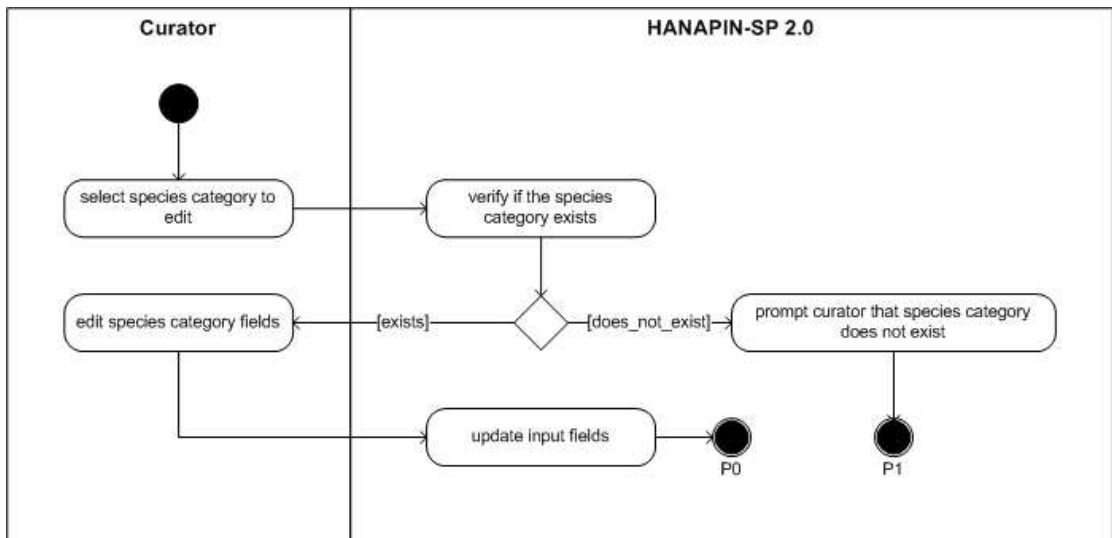 Curator
HANAPIN-SP 2.0
select species category to
edit
verify if the species
category exists
edit species category fields
[exists]
[does_not_exist]
prompt curator that species category
does not exist
update input fields
P0
P1